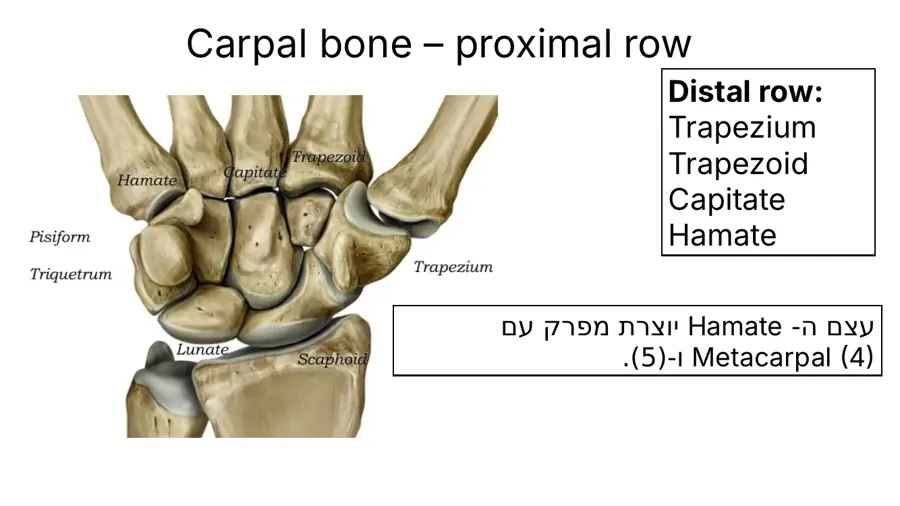 Carpal bone – proximal row
Distal row:
Trapezium
Trapezoid
Capitate
Hamate
Trapezoid
Capitate
Hamate
Pisiform
Triquetrum
Trapezium
Lunate
Scaphoid
עצם ה- Hamate יוצרת מפרק עם
Metacarpal (4) ו-(5).